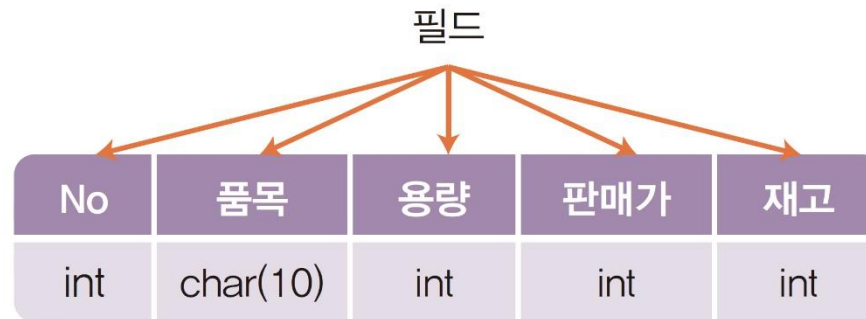 필드
No 품목 용량 판매가 재고
int char(10) int int int